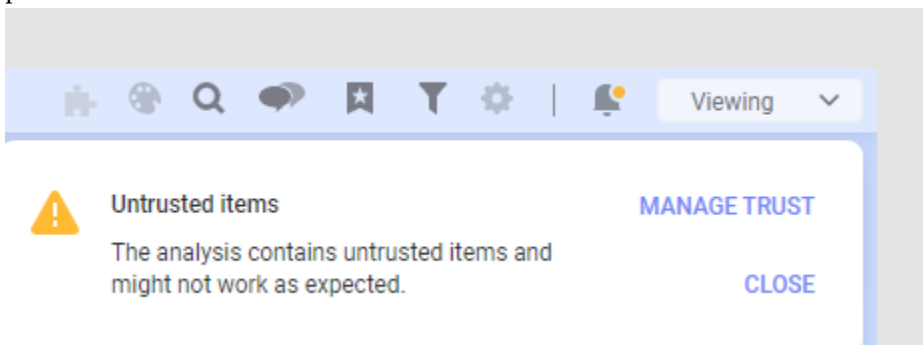 Viewing
Untrusted items
MANAGE TRUST
The analysis contains untrusted items and
might not work as expected.
CLOSE